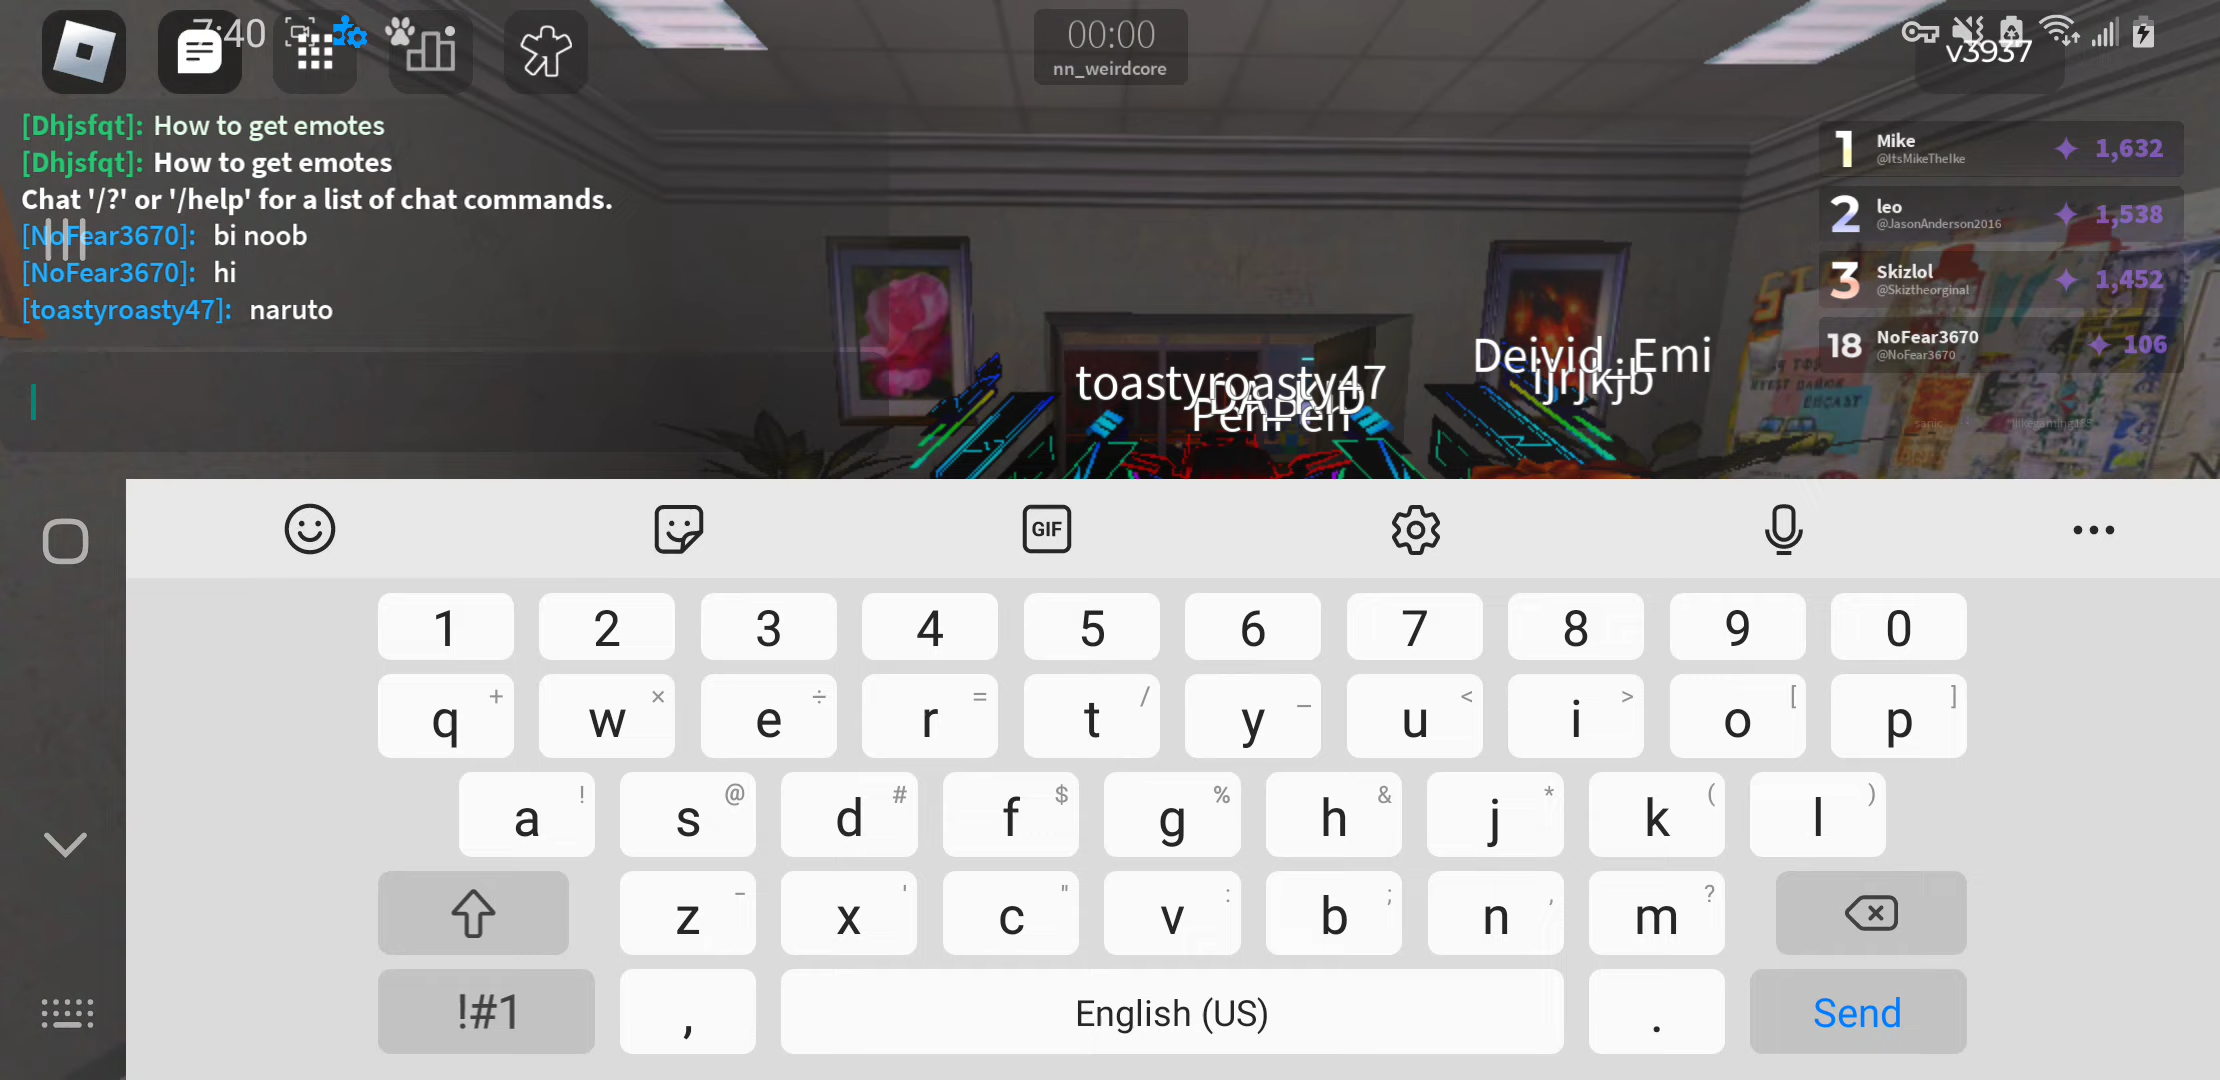 7:40
00:00
nn_weirdcore
v3937
[Dhjsfqt]: How to get emotes
[Dhjsfqt]: How to get emotes
Chat '/?' or '/help' for a list of chat commands.
[NoFear3670]: bi noob
[NoFear3670]: hi
[toastyroasty47]: naruto
1 Mike 1,632
@ItsMikeTheIke
2 leo 1,538
@JasonAnderson2016
3 Skizlol 1,452
@Skiztheorginal
18 NoFear3670 106
@NoFear3670
Deivid_Emi
ijrjkjb
toastyroasty47
sanic
GIF
1 2 3 4 5 6 7 8 9 0
q + w × e ÷ r = t / y _ u < i > o [ p ]
a ! s @ d # f $ g % h & j * k ( l )
z - x ' c " v : b ; n , m ?
!#1 , English (US) . Send